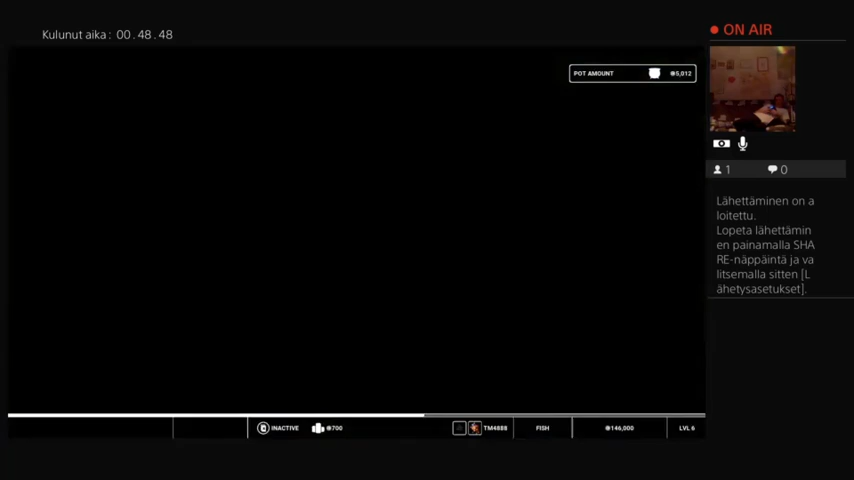 Kulunut aika: 00.48.48
ON AIR
POT AMOUNT 5,012
1 0
Lähettäminen on a
loitettu.
Lopeta lähettämin
en painamalla SHA
RE-näppäintä ja va
litsemalla sitten [L
ähetysasetukset].
INACTIVE 700 TM4888 FISH 146,000 LVL 6